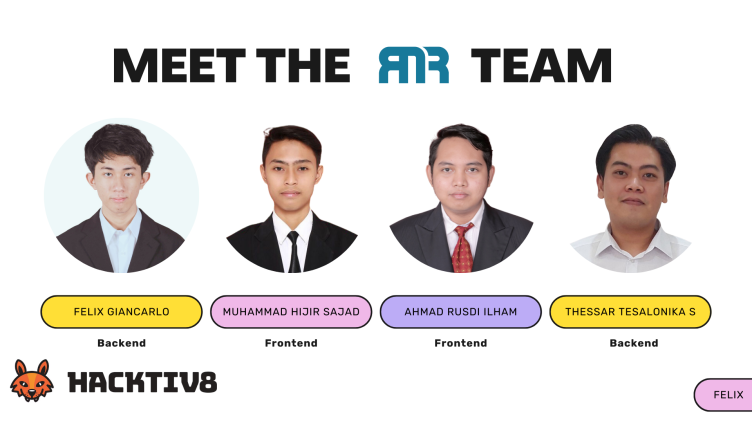 MEET THE RNR TEAM
FELIX GIANCARLO
Backend
MUHAMMAD HIJIR SAJAD
Frontend
AHMAD RUSDI ILHAM
Frontend
THESSAR TESALONIKA S
Backend
HACKTIV8
FELIX